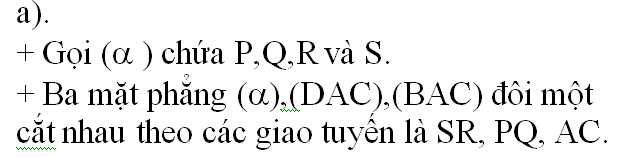 a).
+ Gọi (α ) chứa P,Q,R và S.
+ Ba mặt phẳng (α),(DAC),(BAC) đôi một
cắt nhau theo các giao tuyến là SR, PQ, AC.